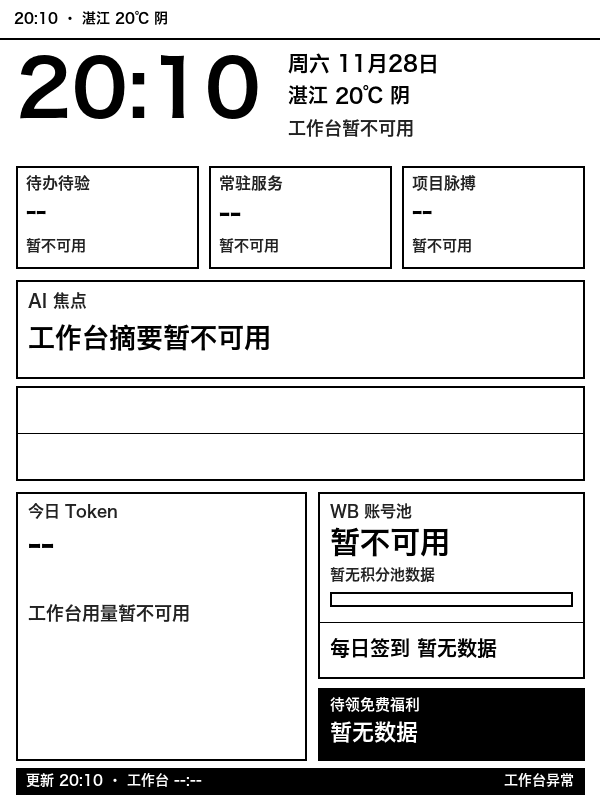 20:10 · 湛江 20℃ 阴
20:10
周六 11月28日
湛江 20℃ 阴
工作台暂不可用
待办待验
--
暂不可用
常驻服务
--
暂不可用
项目脉搏
--
暂不可用
AI 焦点
工作台摘要暂不可用
今日 Token
--
工作台用量暂不可用
WB 账号池
暂不可用
暂无积分池数据
每日签到 暂无数据
待领免费福利
暂无数据
更新 20:10 · 工作台 --:--
工作台异常